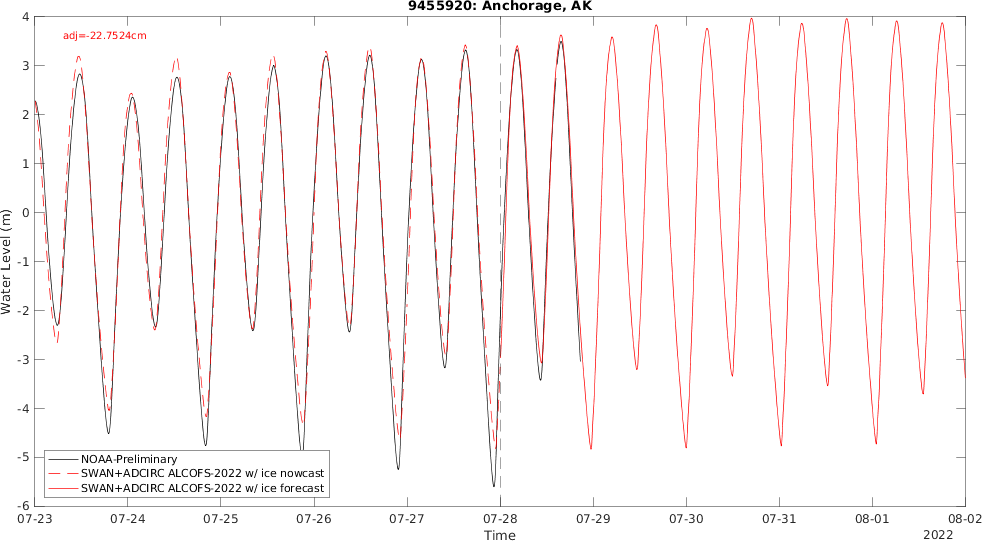 9455920: Anchorage, AK
adj=-22.7524cm
4
3
2
1
0
-1
-2
-3
-4
-5
-6
Water Level (m)
NOAA-Preliminary
SWAN+ADCIRC ALCOFS-2022 w/ ice nowcast
SWAN+ADCIRC ALCOFS-2022 w/ ice forecast
07-23 07-24 07-25 07-26 07-27 07-28 07-29 07-30 07-31 08-01 08-02
Time
2022